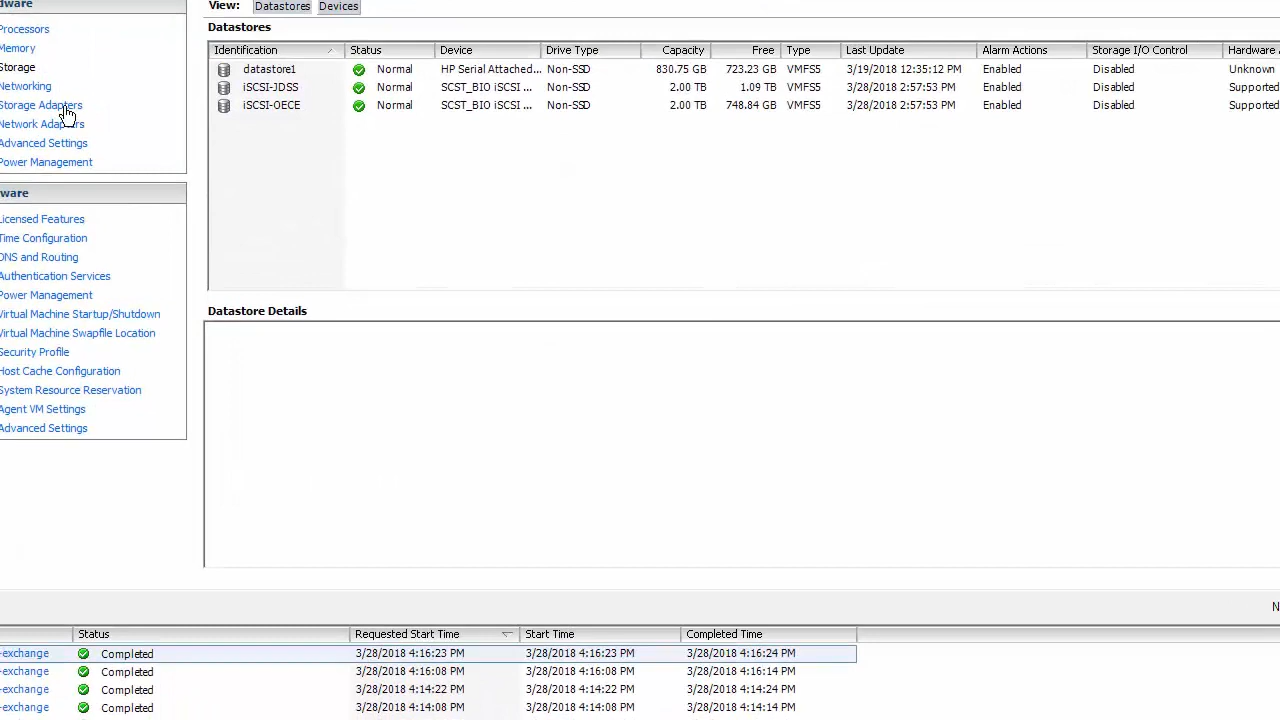 dware
Processors
Memory
Storage
Networking
Storage Adapters
Network Adapters
Advanced Settings
Power Management
ware
Licensed Features
Time Configuration
DNS and Routing
Authentication Services
Power Management
Virtual Machine Startup/Shutdown
Virtual Machine Swapfile Location
Security Profile
Host Cache Configuration
System Resource Reservation
Agent VM Settings
Advanced Settings
View: Datastores Devices
Datastores
Identification Status Device Drive Type Capacity Free Type Last Update Alarm Actions Storage I/O Control Hardware
datastore1 Normal HP Serial Attached... Non-SSD 830.75 GB 723.23 GB VMFS5 3/19/2018 12:35:12 PM Enabled Disabled Unknown
iSCSI-JDSS Normal SCST_BIO iSCSI ... Non-SSD 2.00 TB 1.09 TB VMFS5 3/28/2018 2:57:53 PM Enabled Disabled Supported
iSCSI-OECE Normal SCST_BIO iSCSI ... Non-SSD 2.00 TB 748.84 GB VMFS5 3/28/2018 2:57:53 PM Enabled Disabled Supported
Datastore Details
N
Status Requested Start Time Start Time Completed Time
-exchange Completed 3/28/2018 4:16:23 PM 3/28/2018 4:16:23 PM 3/28/2018 4:16:24 PM
-exchange Completed 3/28/2018 4:16:08 PM 3/28/2018 4:16:08 PM 3/28/2018 4:16:14 PM
-exchange Completed 3/28/2018 4:14:22 PM 3/28/2018 4:14:22 PM 3/28/2018 4:14:24 PM
-exchange Completed 3/28/2018 4:14:08 PM 3/28/2018 4:14:08 PM 3/28/2018 4:14:14 PM